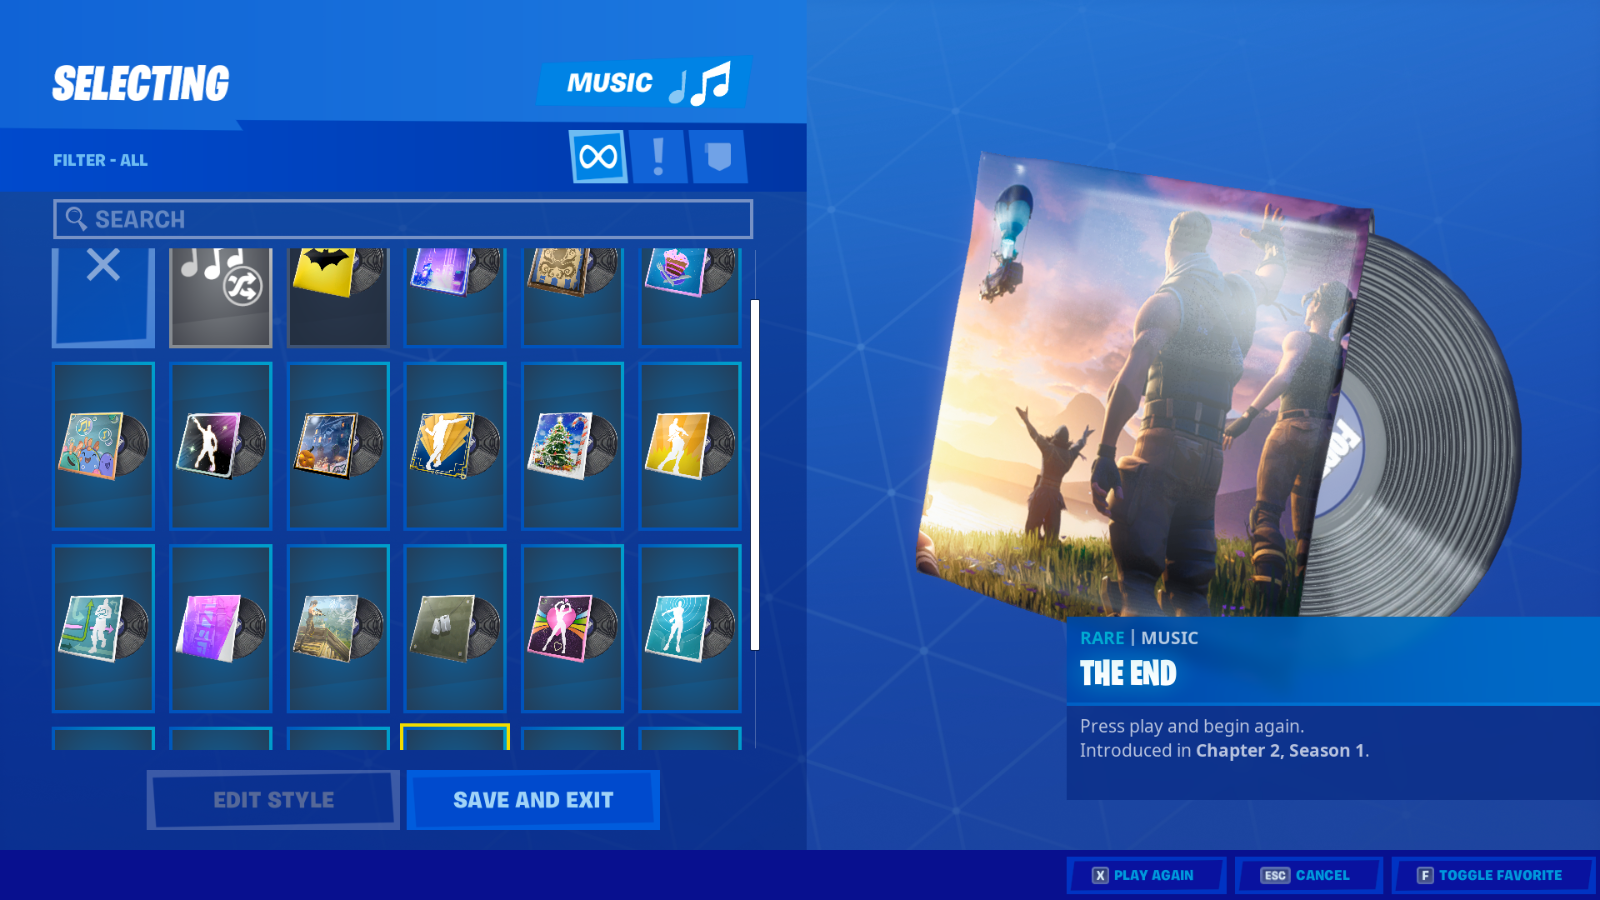 SELECTING
MUSIC
FILTER - ALL
SEARCH
EDIT STYLE
SAVE AND EXIT
RARE | MUSIC
THE END
Press play and begin again.
Introduced in Chapter 2, Season 1.
X PLAY AGAIN
ESC CANCEL
F TOGGLE FAVORITE